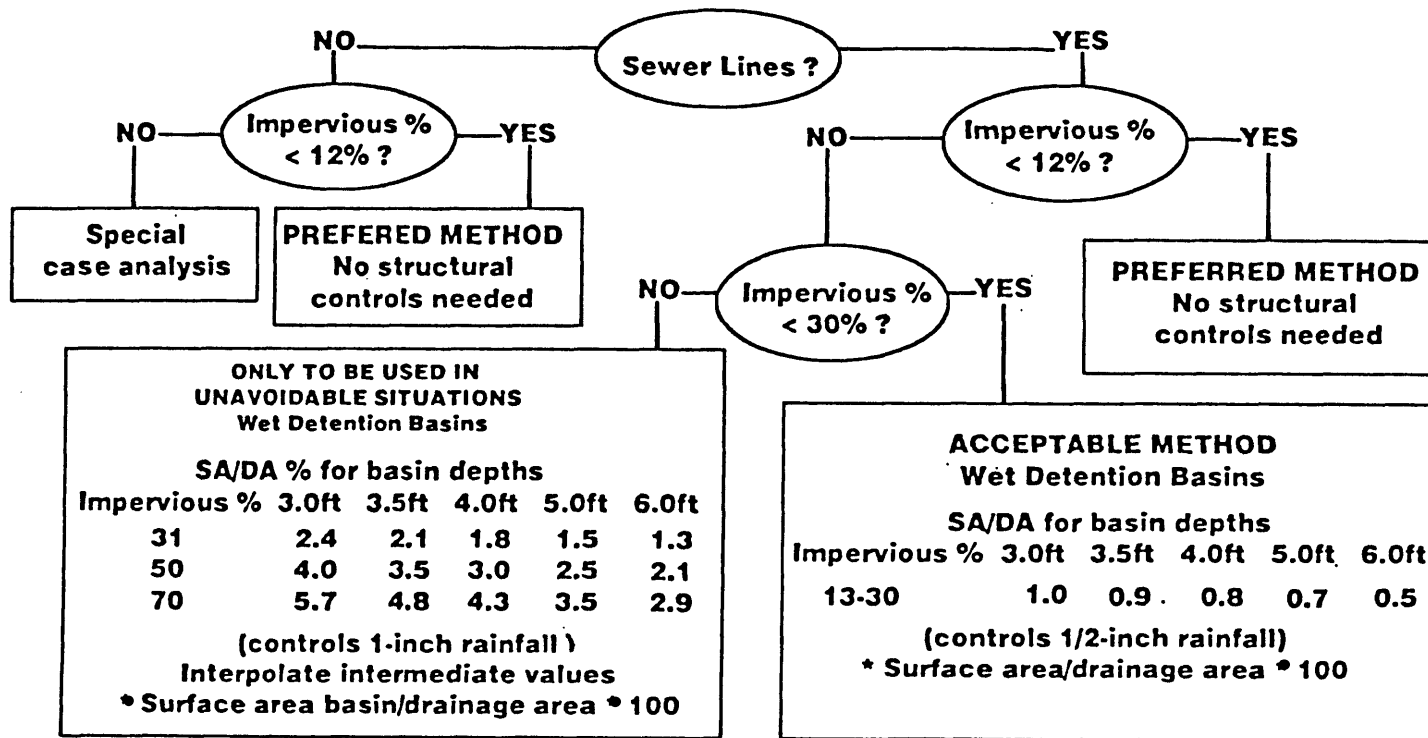 NO
YES
Sewer Lines ?
NO
Impervious %
< 12% ?
YES
NO
Impervious %
< 12% ?
YES
Special
case analysis
PREFERED METHOD
No structural
controls needed
NO
Impervious %
< 30% ?
YES
PREFERRED METHOD
No structural
controls needed
ONLY TO BE USED IN
UNAVOIDABLE SITUATIONS
Wet Detention Basins
SA/DA % for basin depths
Impervious % 3.0ft 3.5ft 4.0ft 5.0ft 6.0ft
31 2.4 2.1 1.8 1.5 1.3
50 4.0 3.5 3.0 2.5 2.1
70 5.7 4.8 4.3 3.5 2.9
(controls 1-inch rainfall)
Interpolate intermediate values
* Surface area basin/drainage area * 100
ACCEPTABLE METHOD
Wet Detention Basins
SA/DA for basin depths
Impervious % 3.0ft 3.5ft 4.0ft 5.0ft 6.0ft
13-30 1.0 0.9 0.8 0.7 0.5
(controls 1/2-inch rainfall)
* Surface area/drainage area * 100